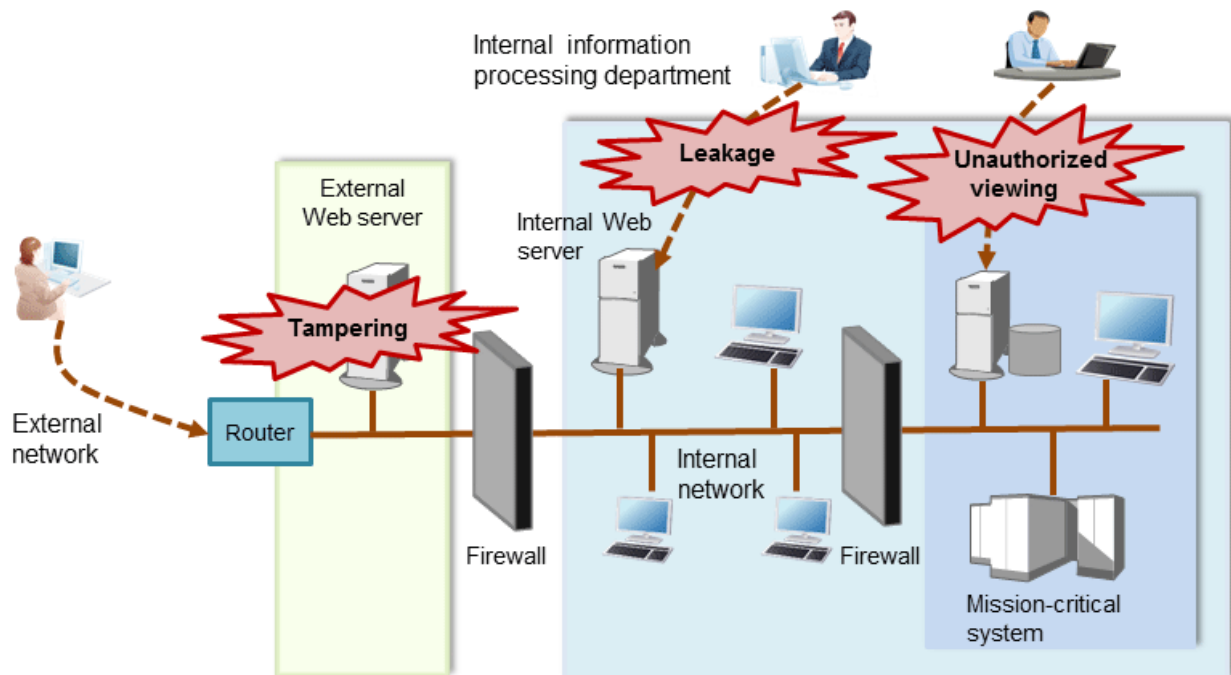 Internal information
processing department
Leakage
Unauthorized
viewing
External
Web server
Internal Web
server
Tampering
External
network
Router
Internal
network
Firewall
Firewall
Mission-critical
system